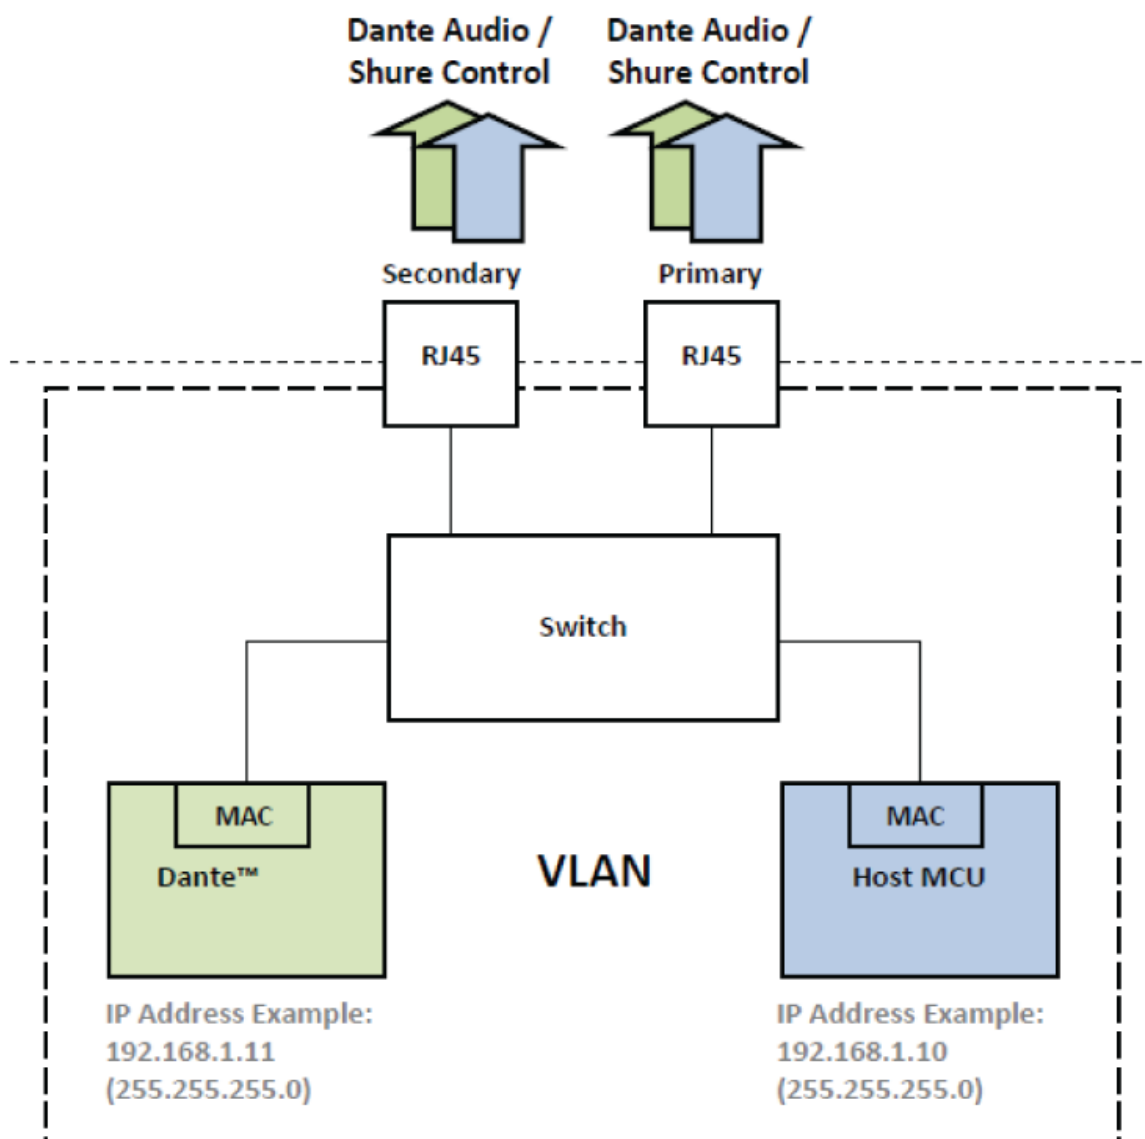 Dante Audio /
Shure Control
Dante Audio /
Shure Control
Secondary
Primary
RJ45
RJ45
Switch
MAC
Dante™
VLAN
MAC
Host MCU
IP Address Example:
192.168.1.11
(255.255.255.0)
IP Address Example:
192.168.1.10
(255.255.255.0)